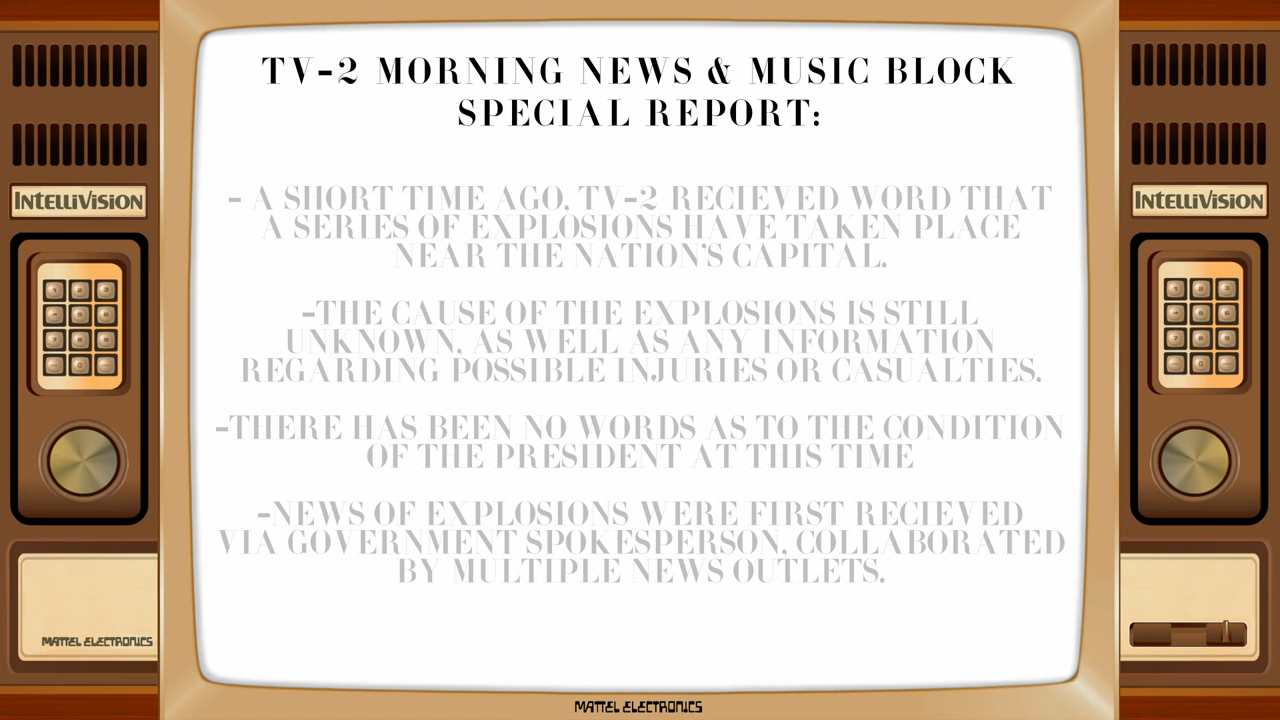 TV-2 MORNING NEWS & MUSIC BLOCK
SPECIAL REPORT:
- A SHORT TIME AGO, TV-2 RECIEVED WORD THAT
A SERIES OF EXPLOSIONS HAVE TAKEN PLACE
NEAR THE NATION'S CAPITAL.
-THE CAUSE OF THE EXPLOSIONS IS STILL
UNKNOWN, AS WELL AS ANY INFORMATION
REGARDING POSSIBLE INJURIES OR CASUALTIES.
-THERE HAS BEEN NO WORDS AS TO THE CONDITION
OF THE PRESIDENT AT THIS TIME
-NEWS OF EXPLOSIONS WERE FIRST RECIEVED
VIA GOVERNMENT SPOKESPERSON, COLLABORATED
BY MULTIPLE NEWS OUTLETS.
INTELLIVISION
INTELLIVISION
MATTEL ELECTRONICS
MATTEL ELECTRONICS